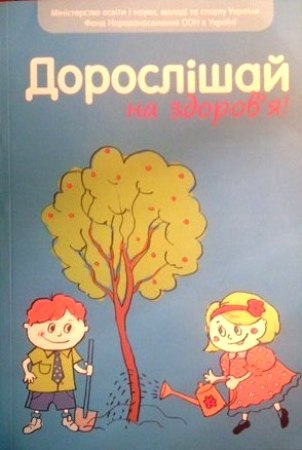 Міністерство освіти і науки, молоді та спорту України
Фонд Народонаселення ООН в Україні
Дорослішай
на здоров'я!